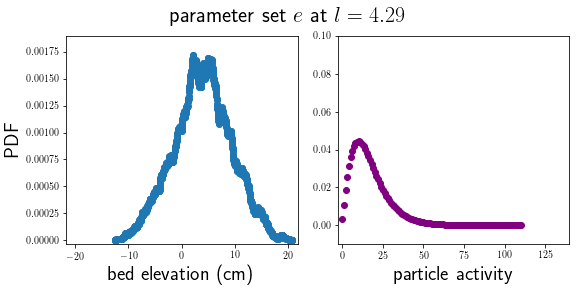 parameter set e at l = 4.29
PDF
0.00175
0.00150
0.00125
0.00100
0.00075
0.00050
0.00025
0.00000
−20 −10 0 10 20
bed elevation (cm)
0.10
0.08
0.06
0.04
0.02
0.00
0 25 50 75 100 125
particle activity